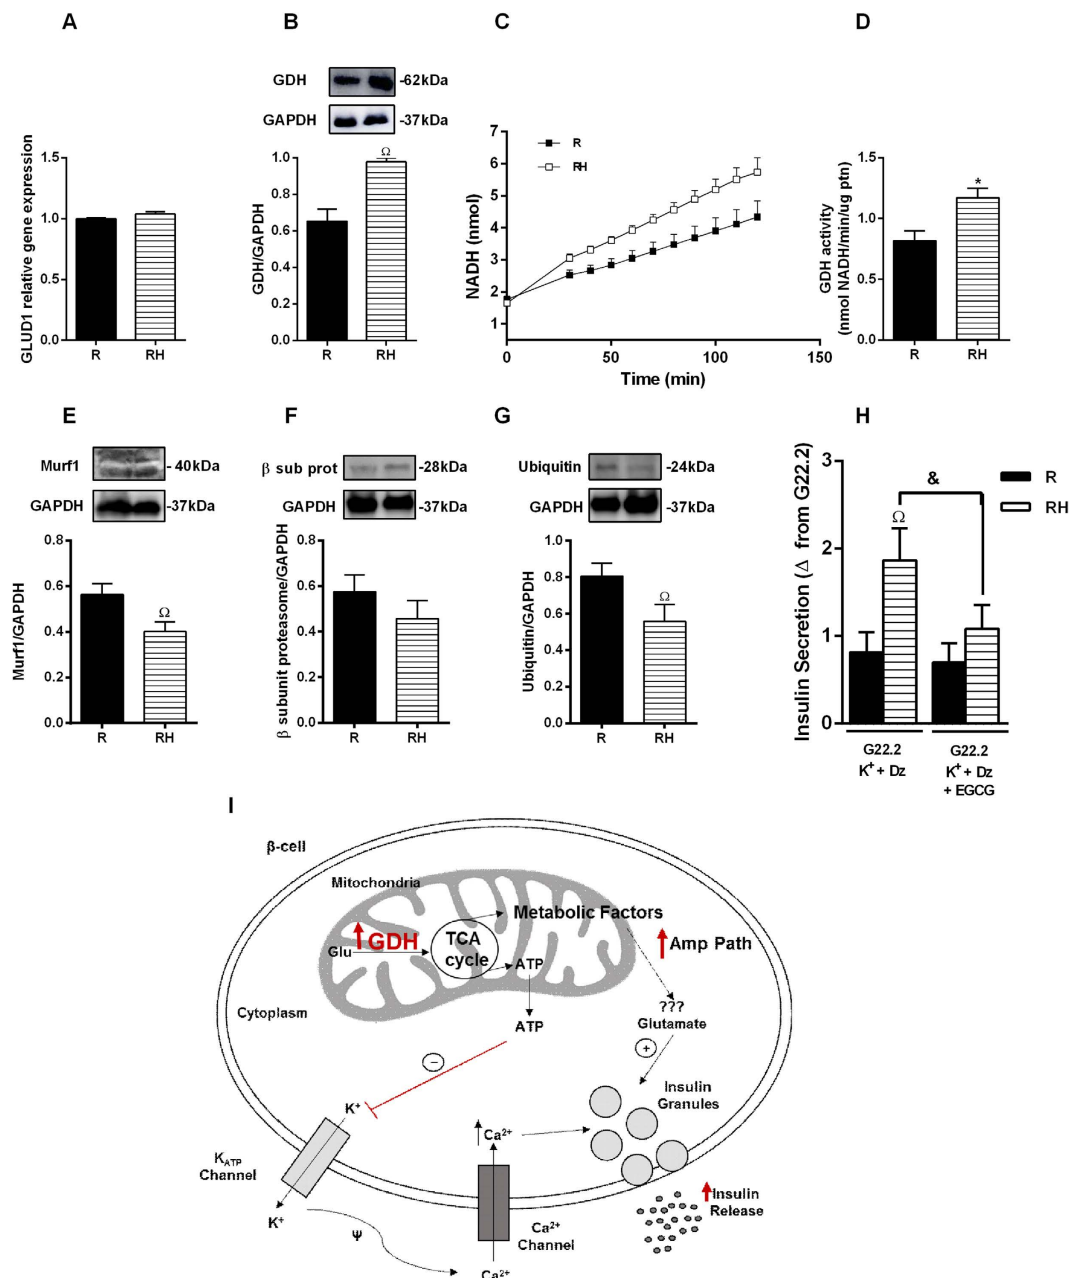 A
GLUD1 relative gene expression
1.5
1.0
0.5
0.0
R
RH
B
GDH
-62kDa
GAPDH
-37kDa
GDH/GAPDH
1.0
0.8
0.6
0.4
0.2
0.0
Ω
R
RH
C
NADH (nmol)
7
6
5
4
3
2
1
R
RH
0
50
100
150
Time (min)
D
GDH activity
(nmol NADH/min/ug ptn)
1.5
1.0
0.5
0.0
*
R
RH
E
Murf1
- 40kDa
GAPDH
-37kDa
Murf1/GAPDH
0.8
0.6
0.4
0.2
0.0
Ω
R
RH
F
β sub prot
-28kDa
GAPDH
-37kDa
β subunit proteasome/GAPDH
0.8
0.6
0.4
0.2
0.0
R
RH
G
Ubiquitin
-24kDa
GAPDH
-37kDa
Ubiquitin/GAPDH
1.0
0.8
0.6
0.4
0.2
0.0
Ω
R
RH
H
Insulin Secretion (Δ from G22.2)
3
2
1
0
Ω
&
R
RH
G22.2
K⁺ + Dz
G22.2
K⁺ + Dz
+ EGCG
I
β-cell
Mitochondria
Metabolic Factors
GDH
Glu
TCA
cycle
ATP
Amp Path
Cytoplasm
ATP
???
Glutamate
−
+
Insulin
Granules
K⁺
Ca²⁺
K_ATP
Channel
K⁺
Ψ
Ca²⁺
Channel
Insulin
Release
Ca²⁺